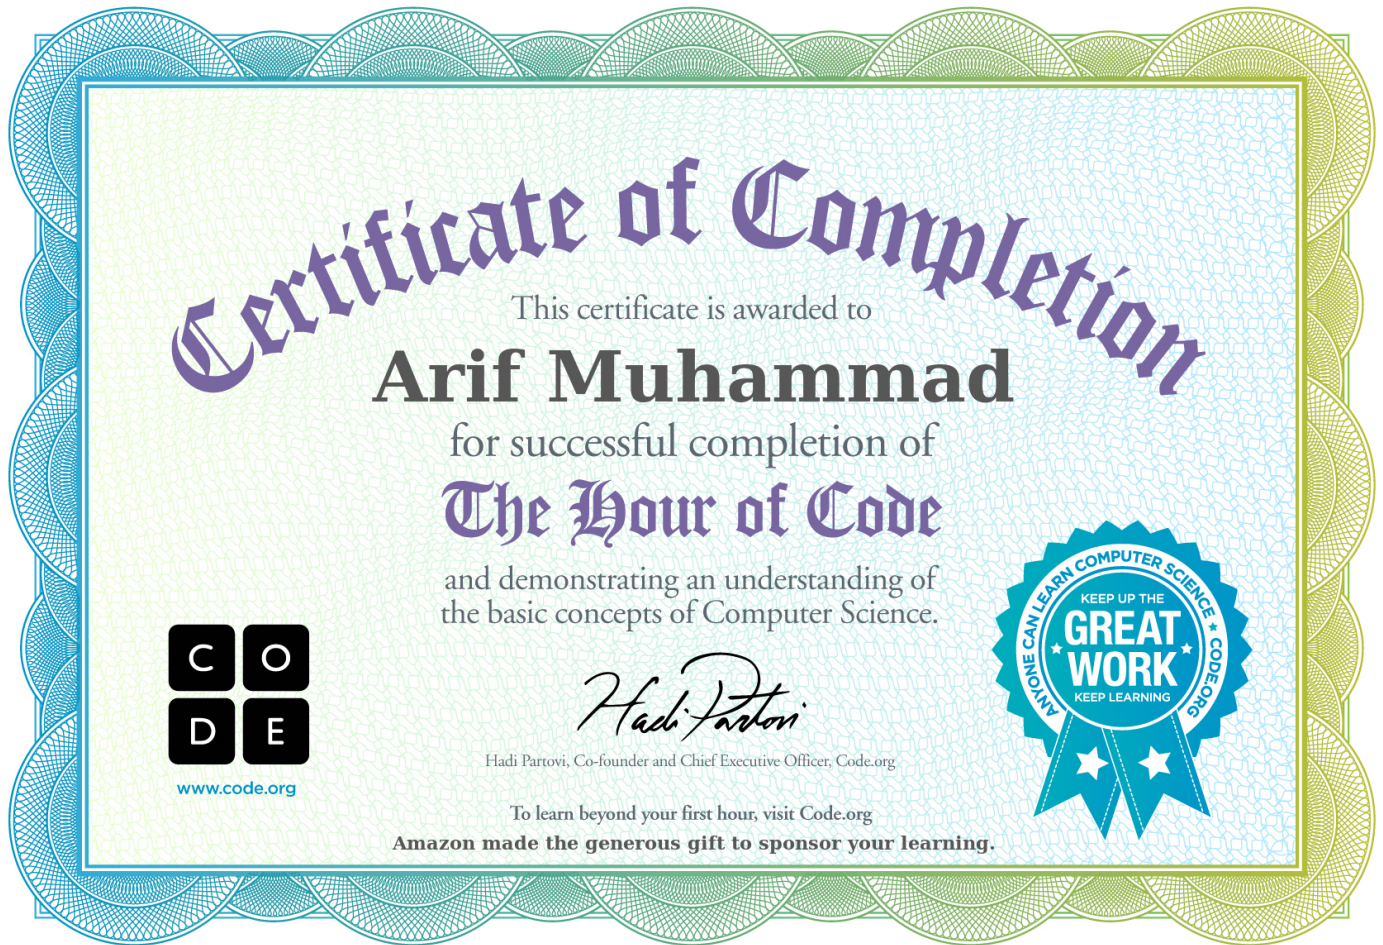 Certificate of Completion
This certificate is awarded to
Arif Muhammad
for successful completion of
The Hour of Code
and demonstrating an understanding of
the basic concepts of Computer Science.
C O
D E
www.code.org
Hadi Partovi
Hadi Partovi, Co-founder and Chief Executive Officer, Code.org
To learn beyond your first hour, visit Code.org
Amazon made the generous gift to sponsor your learning.
ANYONE CAN LEARN COMPUTER SCIENCE ★ CODE.ORG
KEEP UP THE
GREAT
WORK
KEEP LEARNING